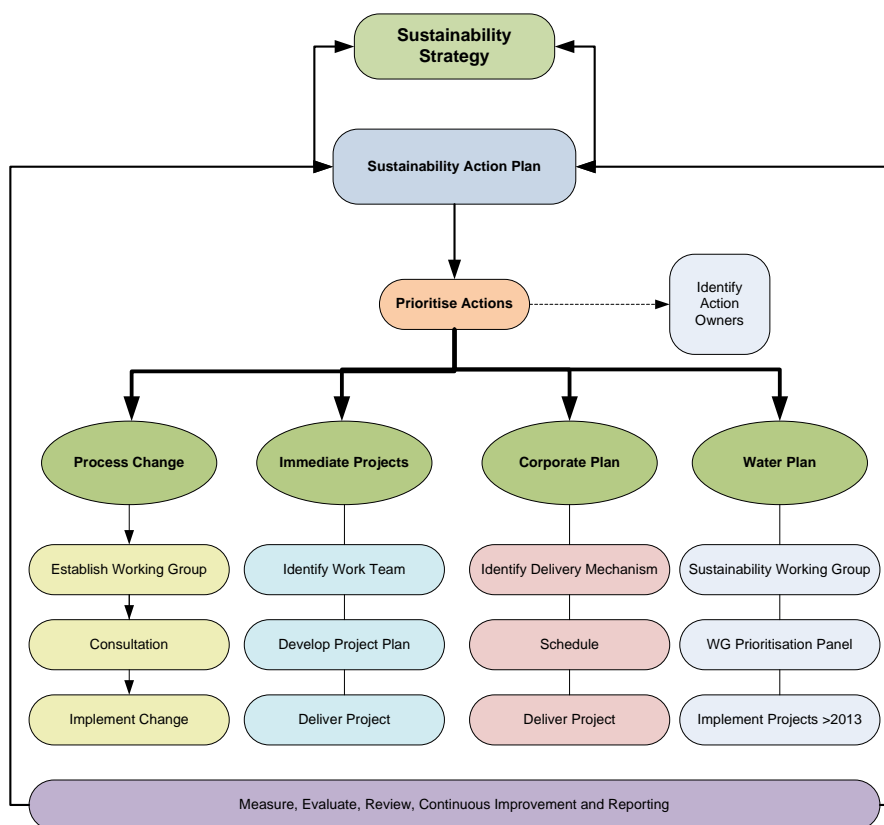 Sustainability
Strategy
Sustainability Action Plan
Prioritise Actions
Identify
Action
Owners
Process Change
Immediate Projects
Corporate Plan
Water Plan
Establish Working Group
Identify Work Team
Identify Delivery Mechanism
Sustainability Working Group
Consultation
Develop Project Plan
Schedule
WG Prioritisation Panel
Implement Change
Deliver Project
Deliver Project
Implement Projects >2013
Measure, Evaluate, Review, Continuous Improvement and Reporting